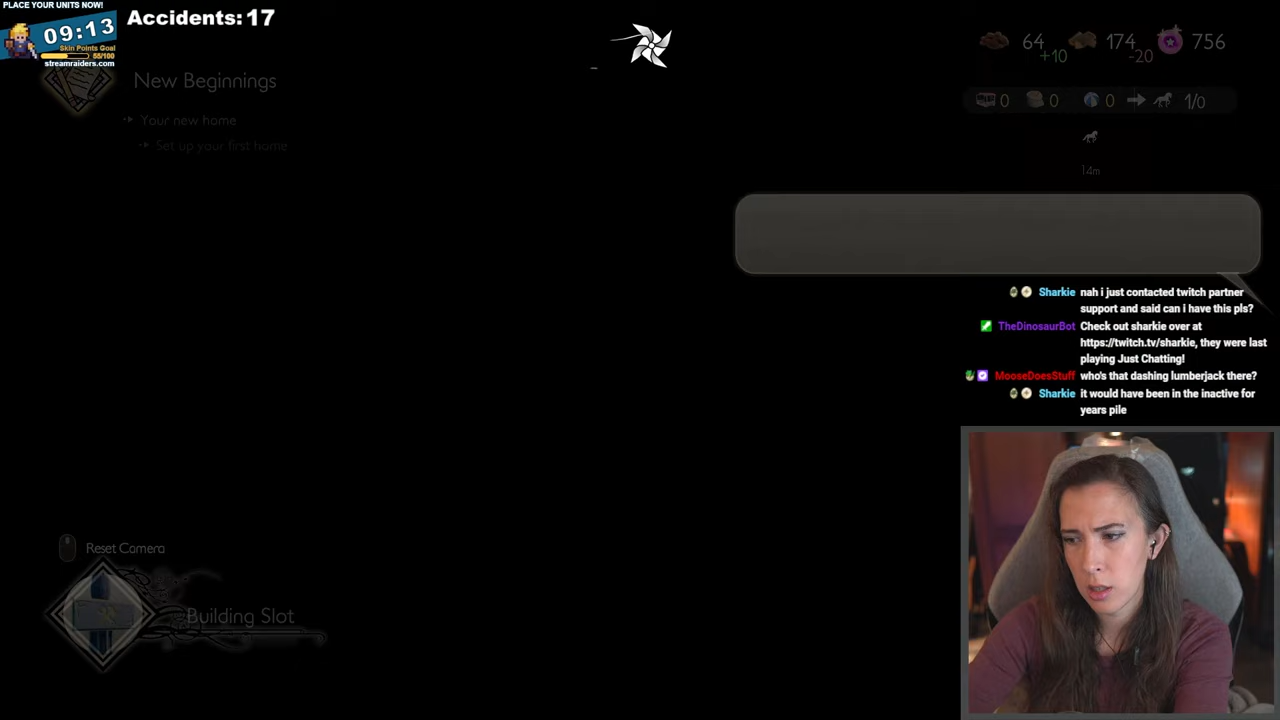 PLACE YOUR UNITS NOW!
09:13
Skin Points Goal
55/100
streamraiders.com
Accidents: 17
64
+10
174
-20
756
New Beginnings
0
0
0
1/0
Your new home
Set up your first home
14m
Sharkie nah i just contacted twitch partner
support and said can i have this pls?
TheDinosaurBot Check out sharkie over at
https://twitch.tv/sharkie, they were last
playing Just Chatting!
MooseDoesStuff who's that dashing lumberjack there?
Sharkie it would have been in the inactive for
years pile
Reset Camera
Building Slot